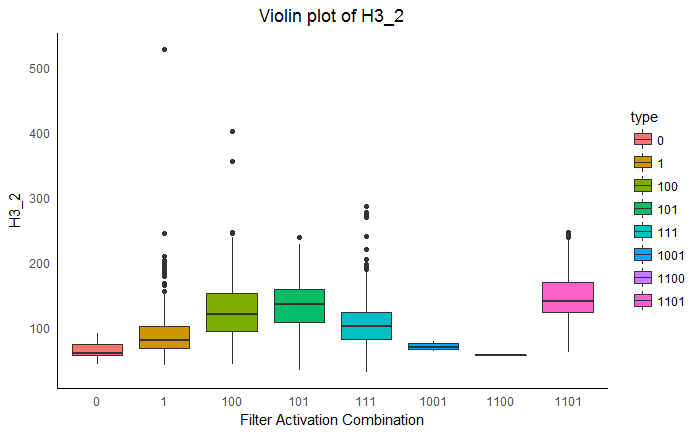 Violin plot of H3_2
500
400
300
200
100
H3_2
0 1 100 101 111 1001 1100 1101
Filter Activation Combination
type
0
1
100
101
111
1001
1100
1101